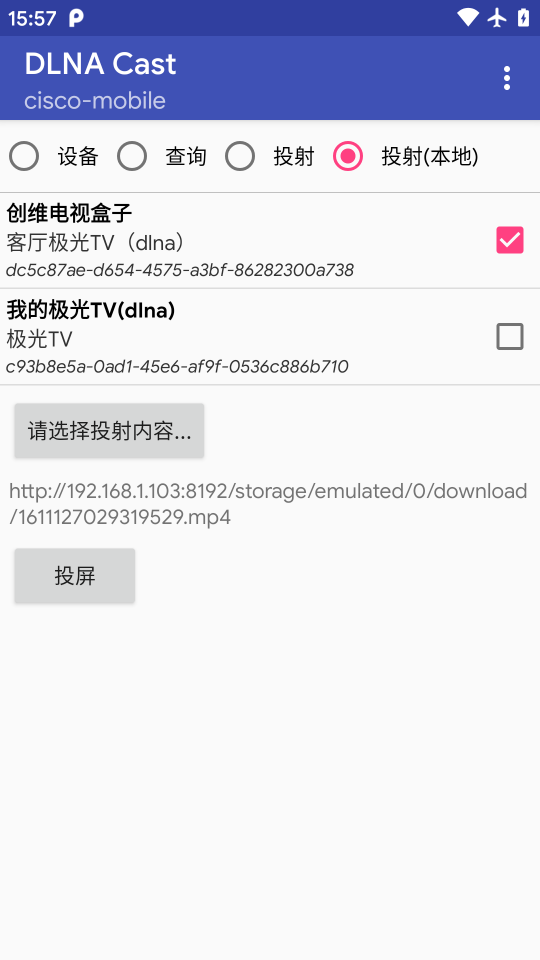 15:57
DLNA Cast
cisco-mobile
设备 查询 投射 投射(本地)
创维电视盒子
客厅极光TV（dlna）
dc5c87ae-d654-4575-a3bf-86282300a738
我的极光TV(dlna)
极光TV
c93b8e5a-0ad1-45e6-af9f-0536c886b710
请选择投射内容...
http://192.168.1.103:8192/storage/emulated/0/download
/1611127029319529.mp4
投屏